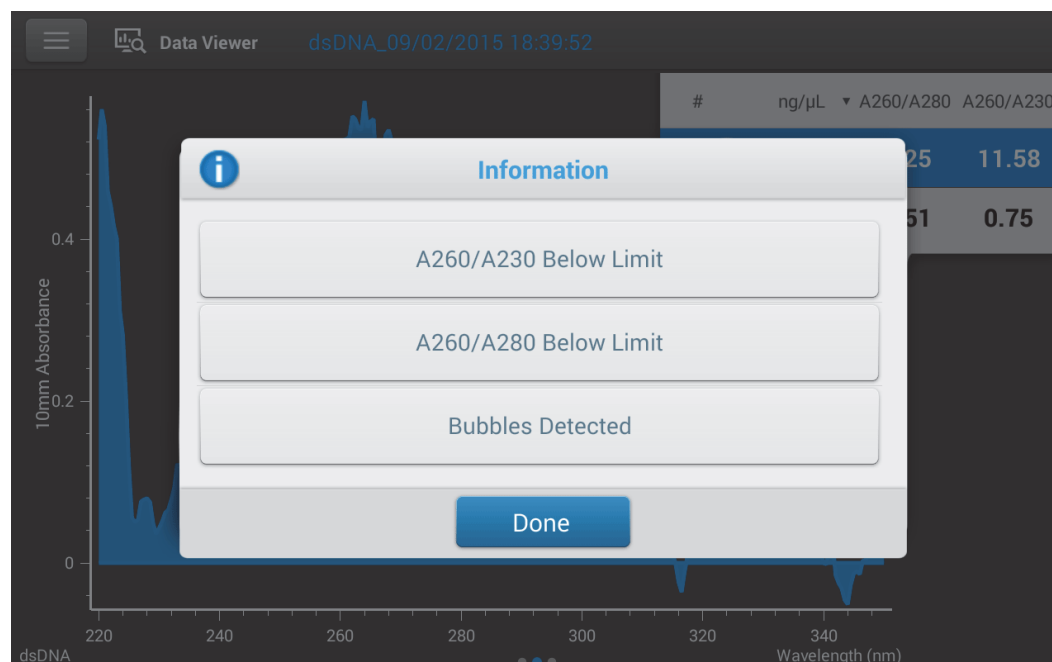 Data Viewer dsDNA_09/02/2015 18:39:52
# ng/µL ▼ A260/A280 A260/A230
25 11.58
51 0.75
Information
A260/A230 Below Limit
A260/A280 Below Limit
Bubbles Detected
Done
10mm Absorbance
0.4
0.2
0
220 240 260 280 300 320 340
dsDNA Wavelength (nm)